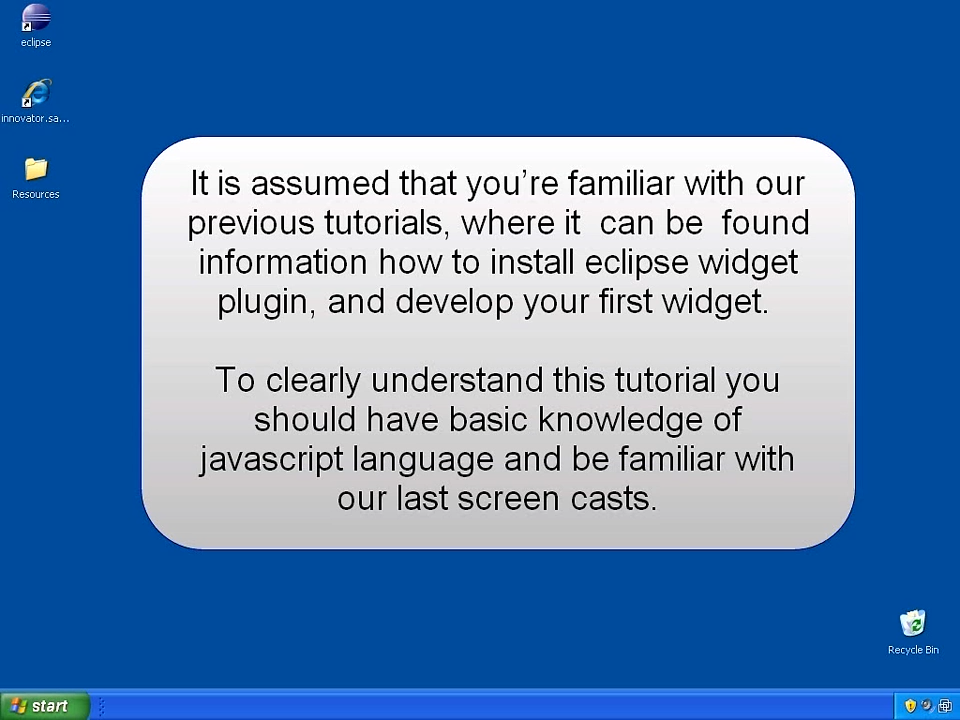 eclipse
innovator.sa...
Resources
It is assumed that you're familiar with our
previous tutorials, where it can be found
information how to install eclipse widget
plugin, and develop your first widget.
To clearly understand this tutorial you
should have basic knowledge of
javascript language and be familiar with
our last screen casts.
Recycle Bin
start